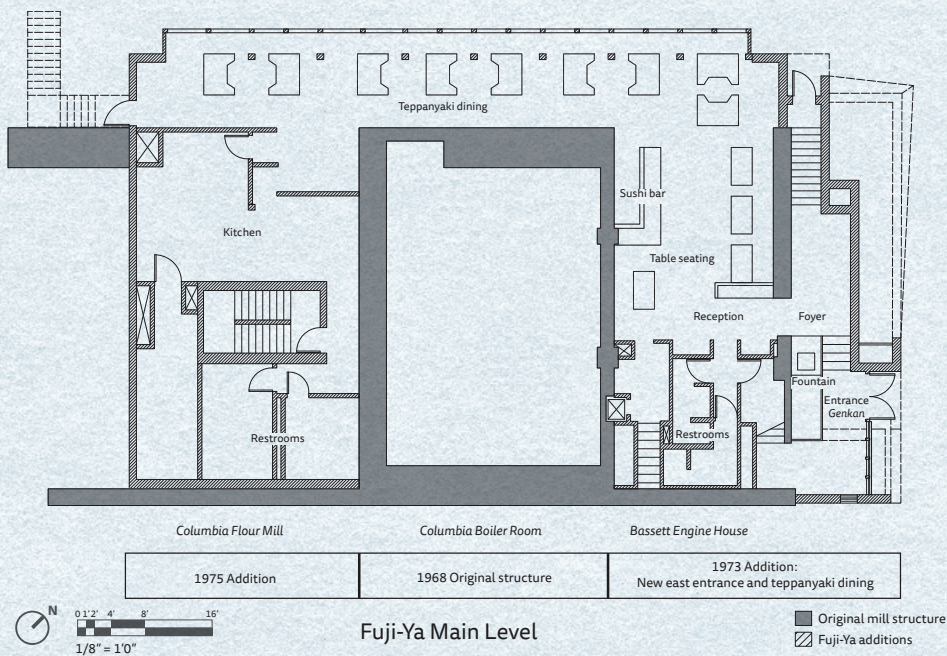 Teppanyaki dining
Sushi bar
Kitchen
Table seating
Reception
Foyer
Fountain
Entrance
Genkan
Restrooms
Restrooms
Columbia Flour Mill
Columbia Boiler Room
Bassett Engine House
1975 Addition
1968 Original structure
1973 Addition:
New east entrance and teppanyaki dining
N
0 1' 2' 4' 8' 16'
1/8" = 1'0"
Fuji-Ya Main Level
Original mill structure
Fuji-Ya additions